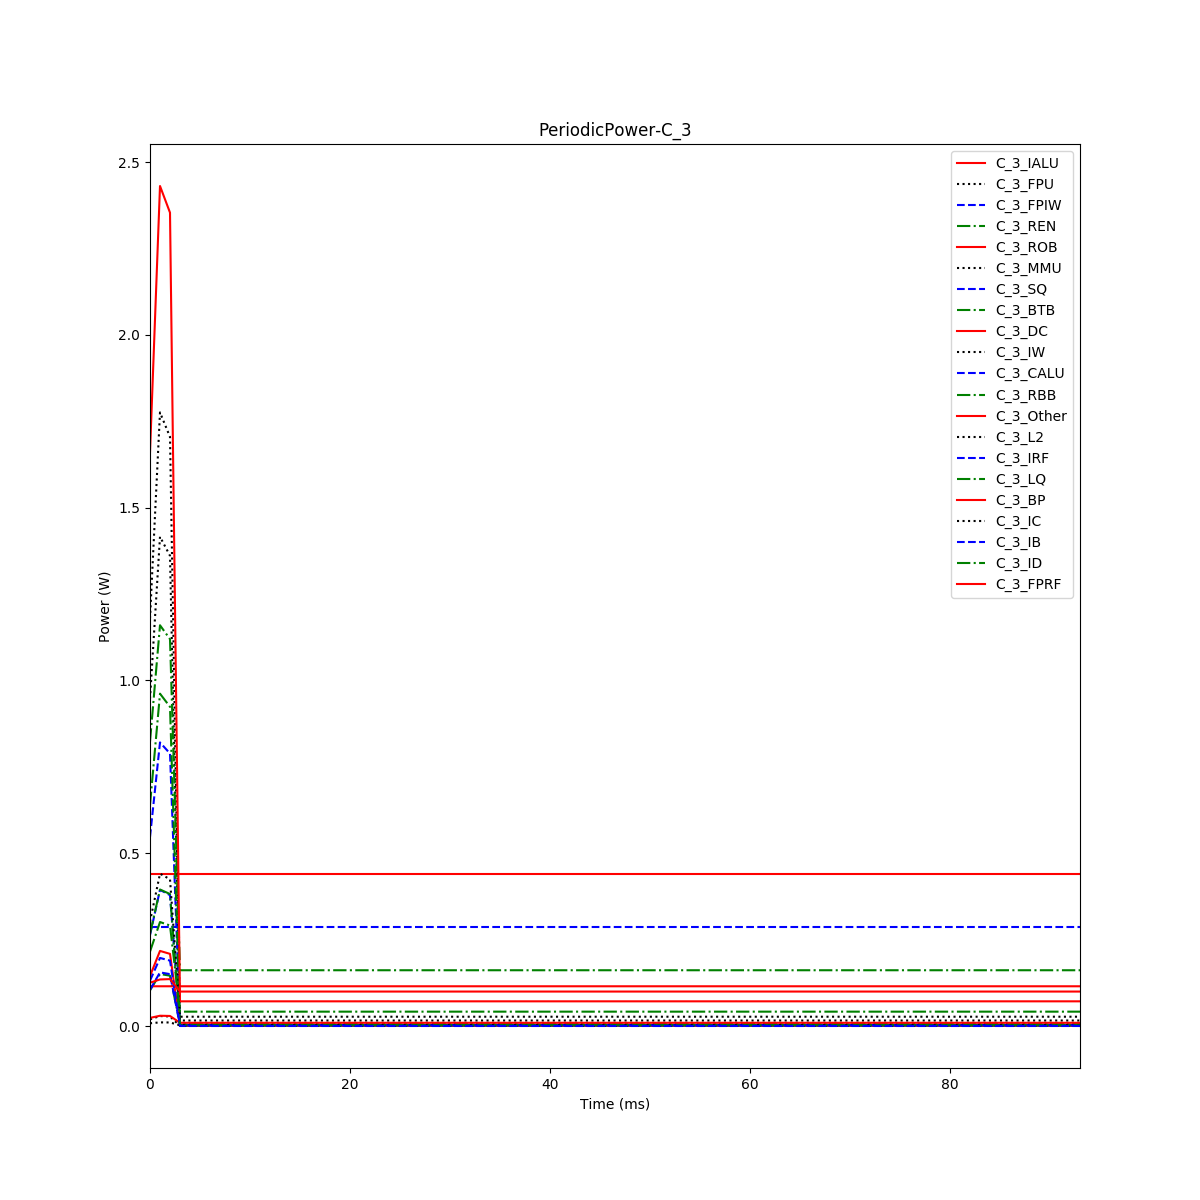 PeriodicPower-C_3
2.5
2.0
1.5
1.0
0.5
0.0
Power (W)
0
20
40
60
80
Time (ms)
C_3_IALU
C_3_FPU
C_3_FPIW
C_3_REN
C_3_ROB
C_3_MMU
C_3_SQ
C_3_BTB
C_3_DC
C_3_IW
C_3_CALU
C_3_RBB
C_3_Other
C_3_L2
C_3_IRF
C_3_LQ
C_3_BP
C_3_IC
C_3_IB
C_3_ID
C_3_FPRF